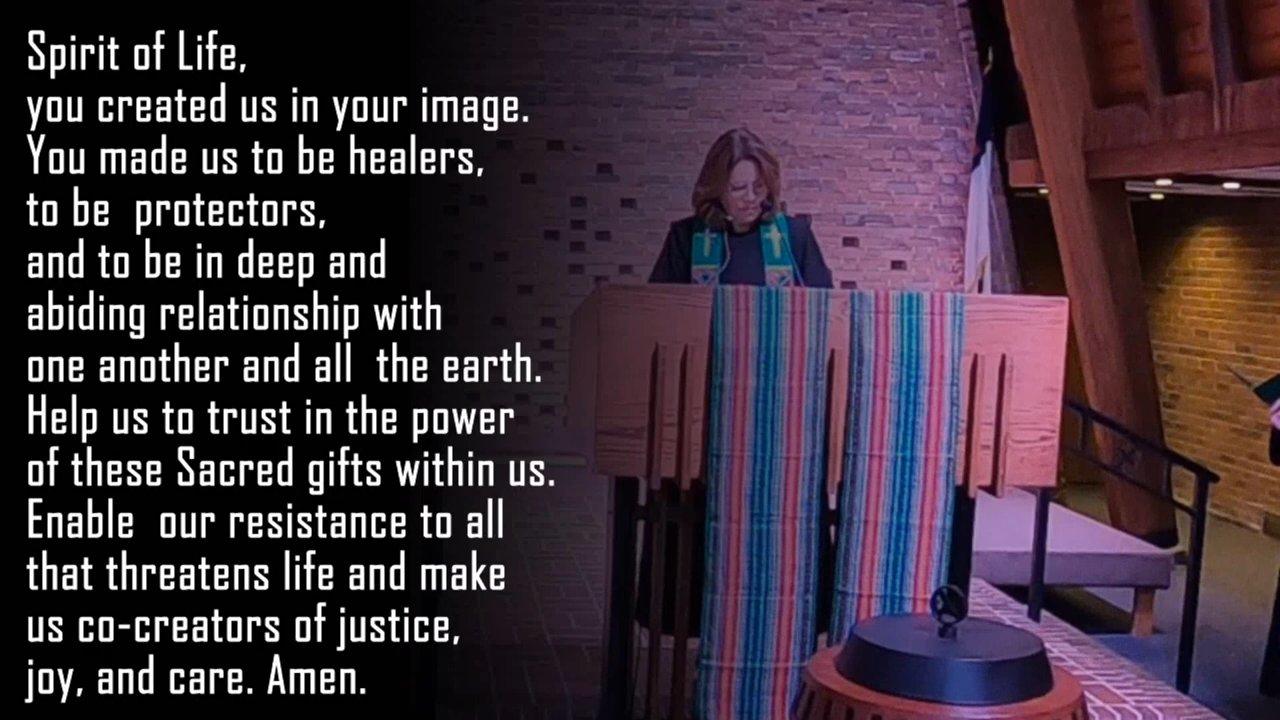 Spirit of Life,
you created us in your image.
You made us to be healers,
to be  protectors,
and to be in deep and
abiding relationship with
one another and all  the earth.
Help us to trust in the power
of these Sacred gifts within us.
Enable  our resistance to all
that threatens life and make
us co-creators of justice,
joy, and care. Amen.